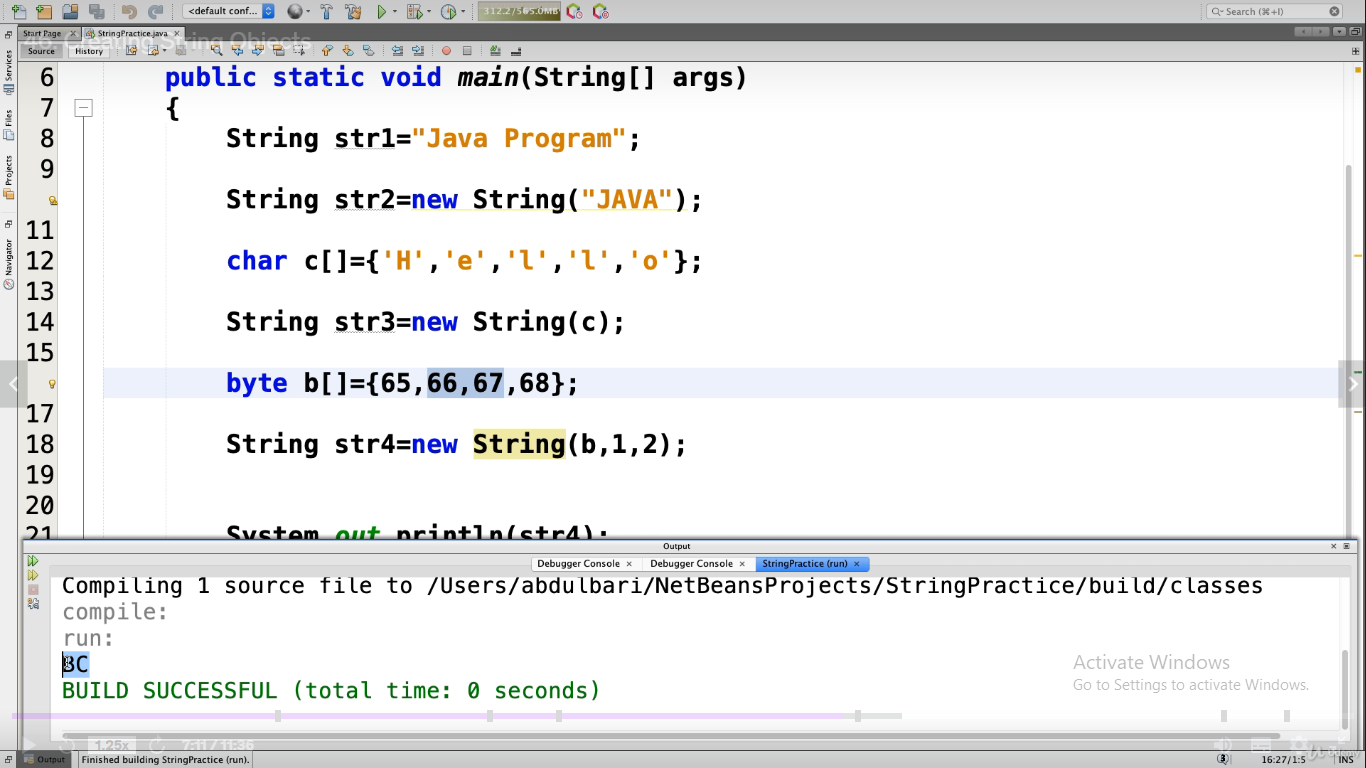 <default conf...
312.2/565.0MB
Search (⌘+I)
Start Page
StringPractice.java
46. Creating String Objects
Source
History
Services
Files
Projects
Navigator
6 public static void main(String[] args)
7 {
8 String str1="Java Program";
9
String str2=new String("JAVA");
11
12 char c[]={'H','e','l','l','o'};
13
14 String str3=new String(c);
15
byte b[]={65,66,67,68};
17
18 String str4=new String(b,1,2);
19
20
21 System.out.println(str4);
Output
Debugger Console
Debugger Console
StringPractice (run)
Compiling 1 source file to /Users/abdulbari/NetBeansProjects/StringPractice/build/classes
compile:
run:
BC
BUILD SUCCESSFUL (total time: 0 seconds)
Activate Windows
Go to Settings to activate Windows.
1.25x
7:11 / 11:36
Output
Finished building StringPractice (run).
3
16:27/1:5
INS